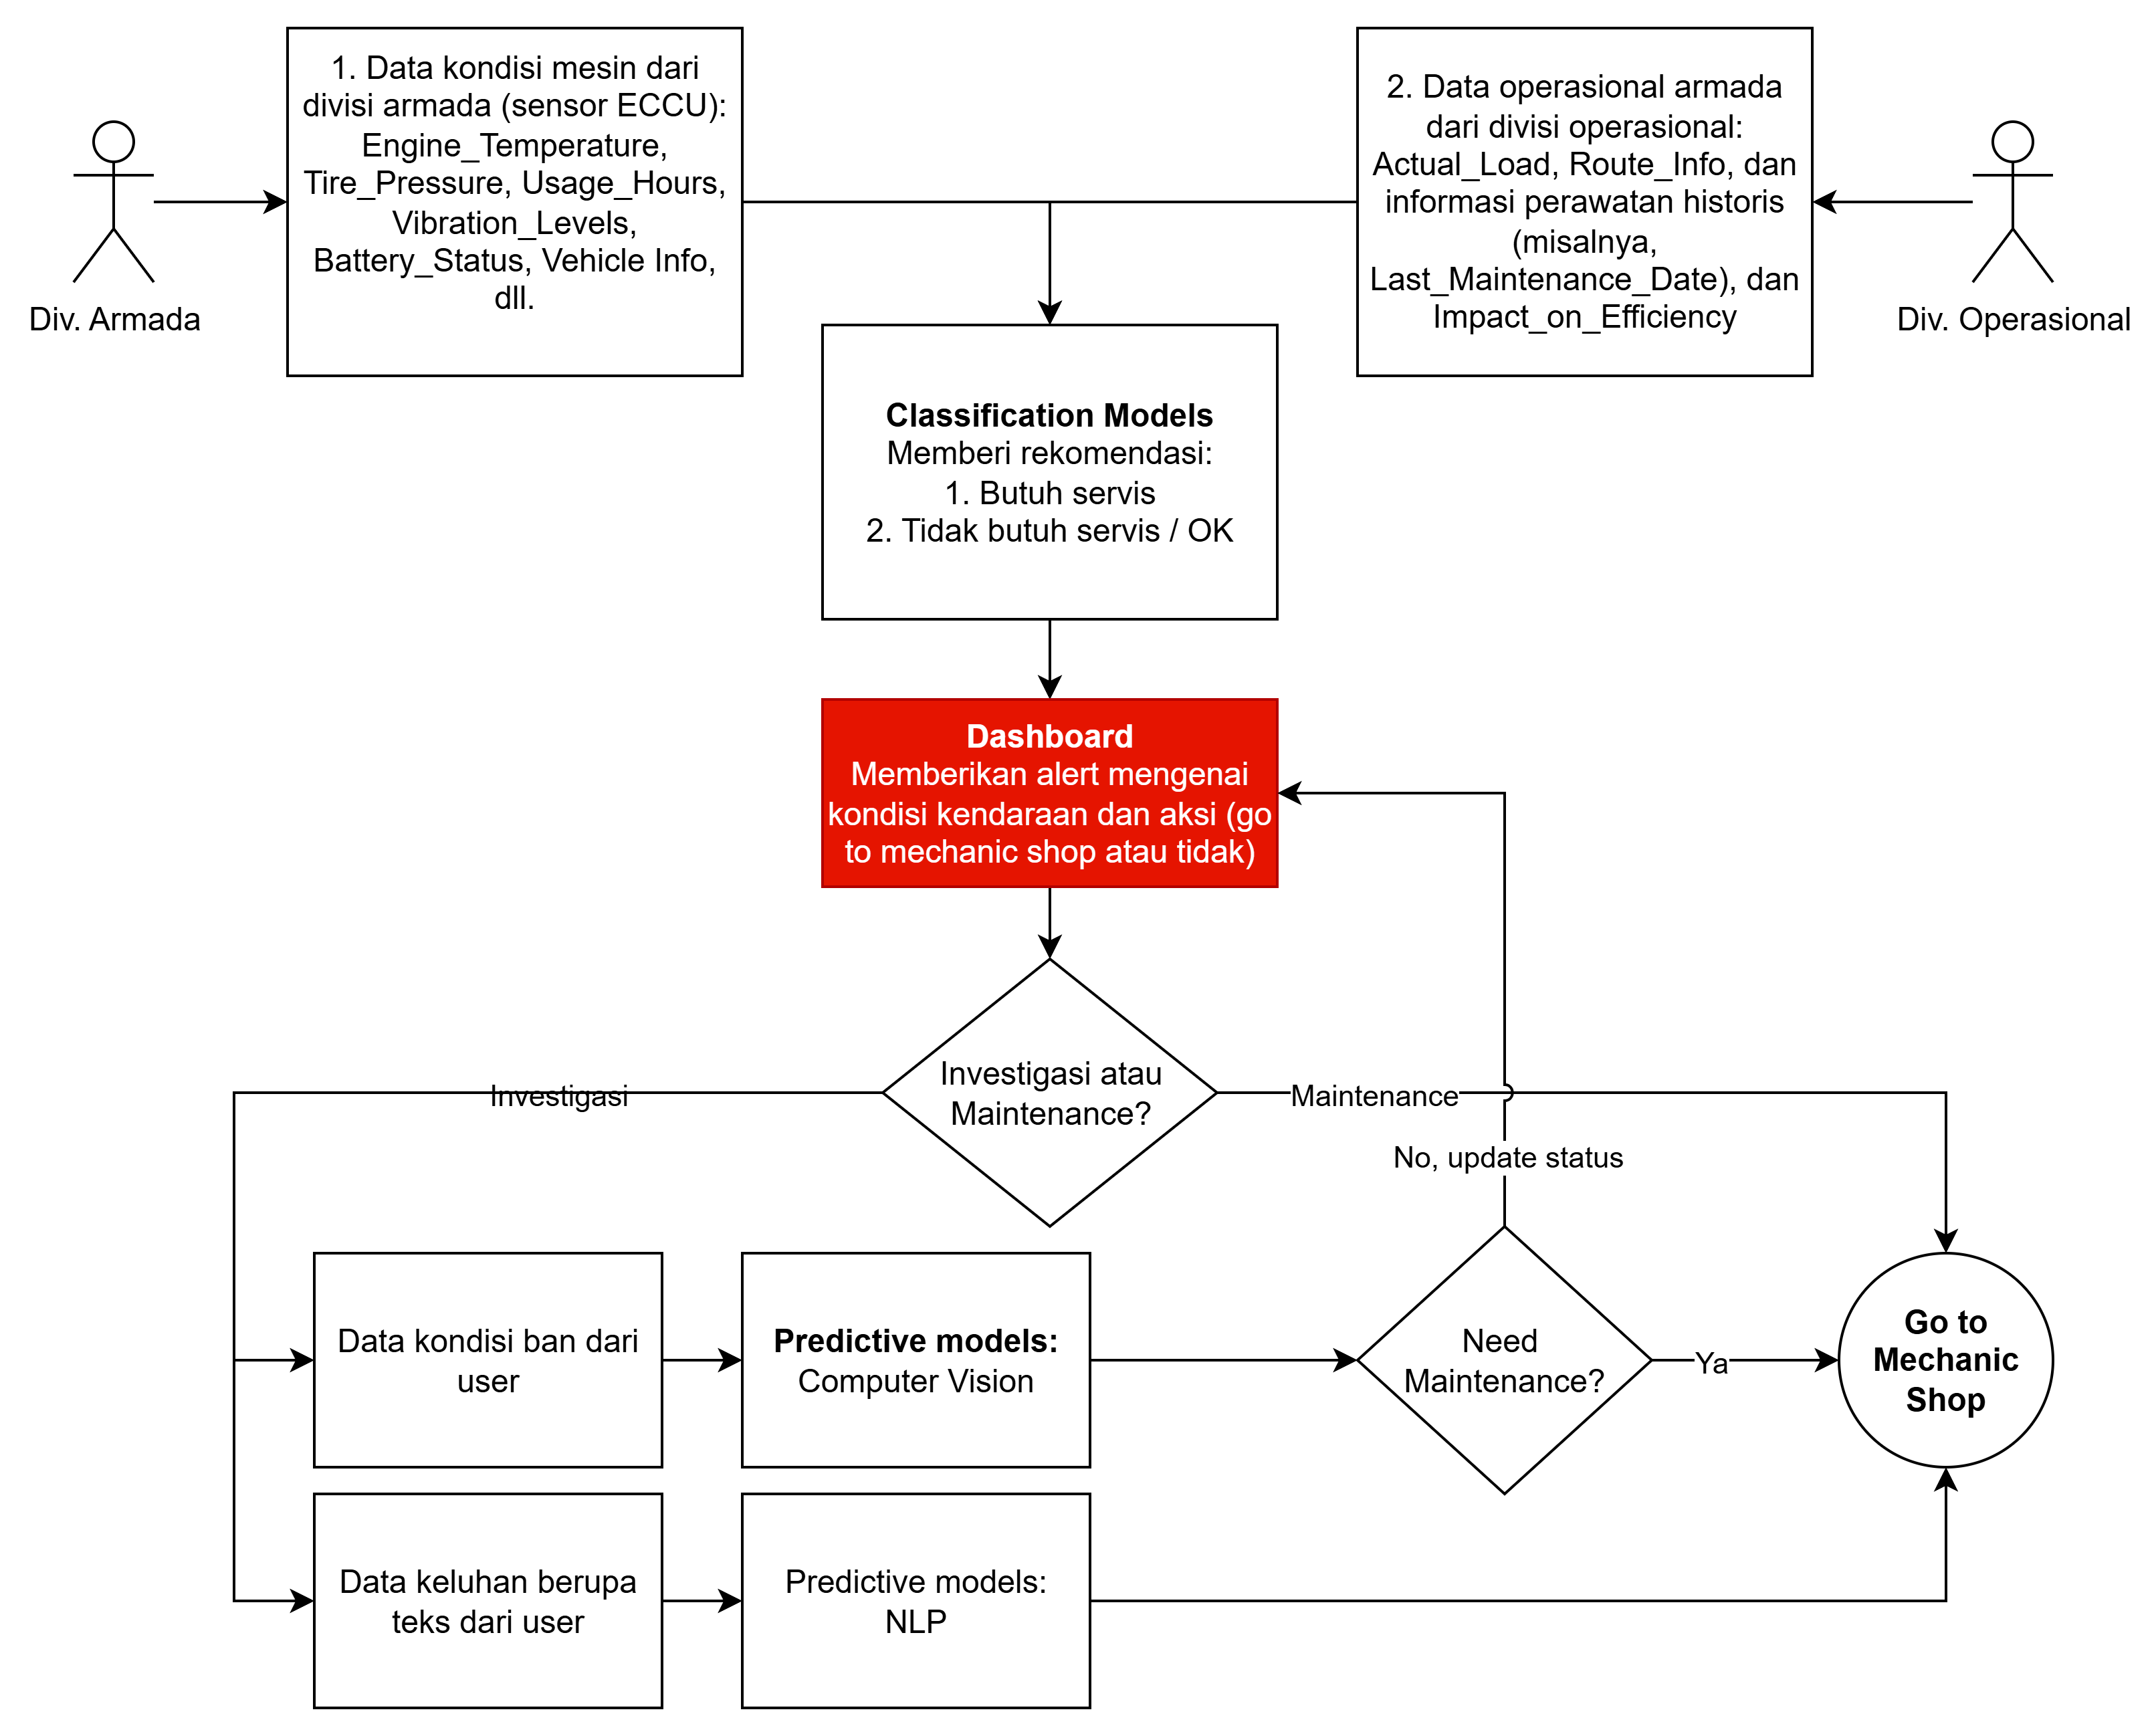 1. Data kondisi mesin dari
divisi armada (sensor ECCU):
Engine_Temperature,
Tire_Pressure, Usage_Hours,
Vibration_Levels,
Battery_Status, Vehicle Info,
dll.
2. Data operasional armada
dari divisi operasional:
Actual_Load, Route_Info, dan
informasi perawatan historis
(misalnya,
Last_Maintenance_Date), dan
Impact_on_Efficiency
Div. Armada
Div. Operasional
Classification Models
Memberi rekomendasi:
1. Butuh servis
2. Tidak butuh servis / OK
Dashboard
Memberikan alert mengenai
kondisi kendaraan dan aksi (go
to mechanic shop atau tidak)
Investigasi atau
Maintenance?
Investigasi
Maintenance
No, update status
Data kondisi ban dari
user
Predictive models:
Computer Vision
Need
Maintenance?
Ya
Go to
Mechanic
Shop
Data keluhan berupa
teks dari user
Predictive models:
NLP